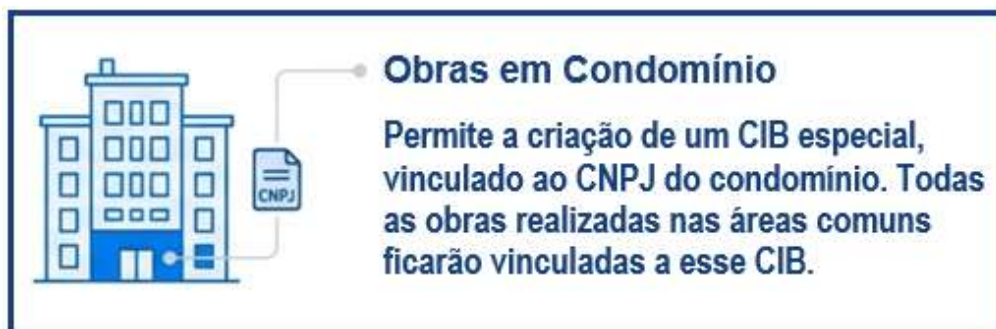 Obras em Condomínio
CNPJ
Permite a criação de um CIB especial,
vinculado ao CNPJ do condomínio. Todas
as obras realizadas nas áreas comuns
ficarão vinculadas a esse CIB.